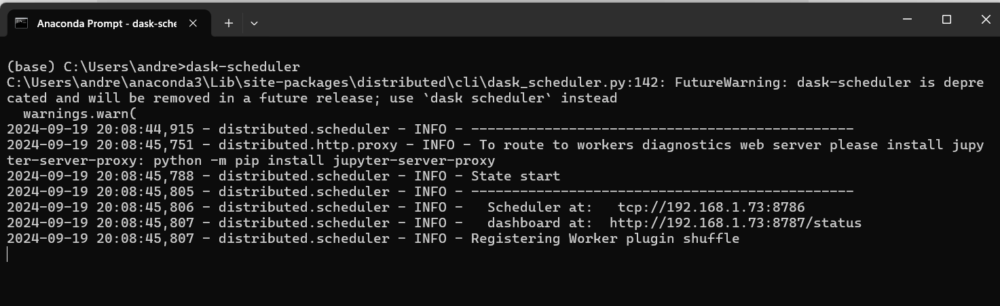 Anaconda Prompt - dask-sche
(base) C:\Users\andre>dask-scheduler
C:\Users\andre\anaconda3\Lib\site-packages\distributed\cli\dask_scheduler.py:142: FutureWarning: dask-scheduler is depre
cated and will be removed in a future release; use `dask scheduler` instead
  warnings.warn(
2024-09-19 20:08:44,915 - distributed.scheduler - INFO - -----------------------------------------------
2024-09-19 20:08:45,751 - distributed.http.proxy - INFO - To route to workers diagnostics web server please install jupy
ter-server-proxy: python -m pip install jupyter-server-proxy
2024-09-19 20:08:45,788 - distributed.scheduler - INFO - State start
2024-09-19 20:08:45,805 - distributed.scheduler - INFO - -----------------------------------------------
2024-09-19 20:08:45,806 - distributed.scheduler - INFO -   Scheduler at:   tcp://192.168.1.73:8786
2024-09-19 20:08:45,807 - distributed.scheduler - INFO -   dashboard at:  http://192.168.1.73:8787/status
2024-09-19 20:08:45,807 - distributed.scheduler - INFO - Registering Worker plugin shuffle